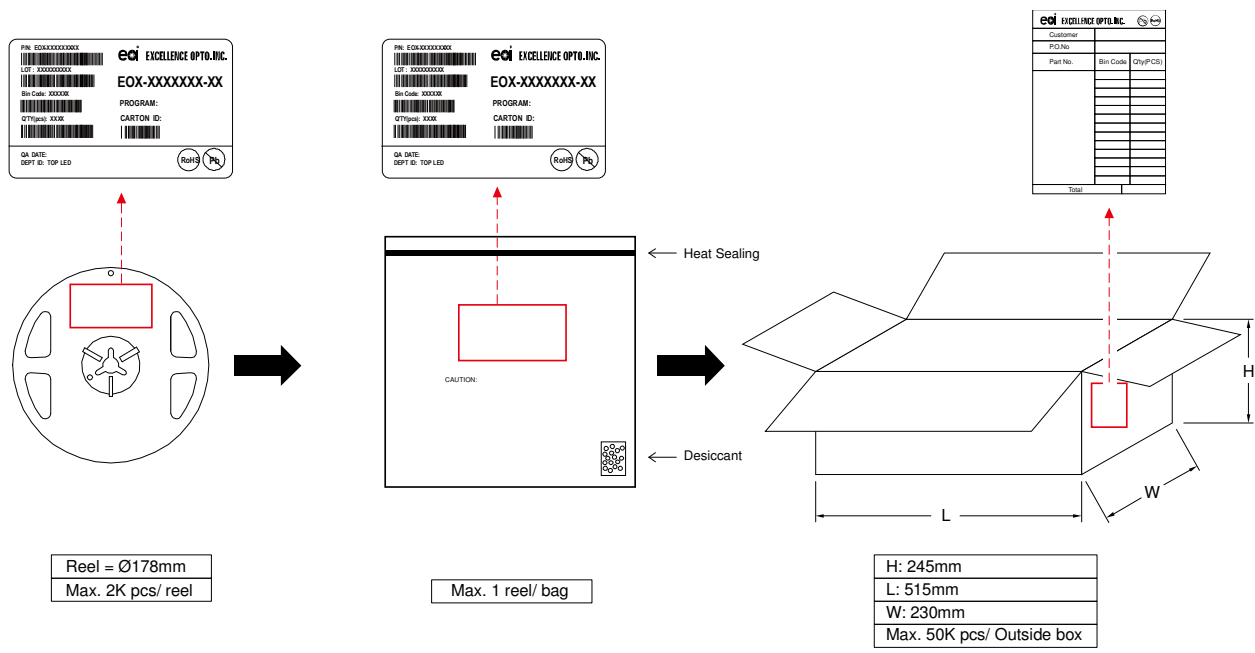 P/N: EOX-XXXXXXXXX
LOT : XXXXXXXXXX
Bin Code: XXXXXX
Q'TY(pcs): XXXX
eoi EXCELLENCE OPTO.INC.
EOX-XXXXXXX-XX
PROGRAM:
CARTON ID:
QA DATE:
DEPT ID: TOP LED
RoHS
Pb
P/N: EOX-XXXXXXXXX
LOT : XXXXXXXXXX
Bin Code: XXXXXX
Q'TY(pcs): XXXX
eoi EXCELLENCE OPTO.INC.
EOX-XXXXXXX-XX
PROGRAM:
CARTON ID:
QA DATE:
DEPT ID: TOP LED
RoHS
Pb
eoi EXCELLENCE OPTO.INC.
Customer
P.O.No
Part No. Bin Code Q'ty(PCS)
Total
Heat Sealing
CAUTION:
Desiccant
H
W
L
Reel = Ø178mm
Max. 2K pcs/ reel
Max. 1 reel/ bag
H: 245mm
L: 515mm
W: 230mm
Max. 50K pcs/ Outside box